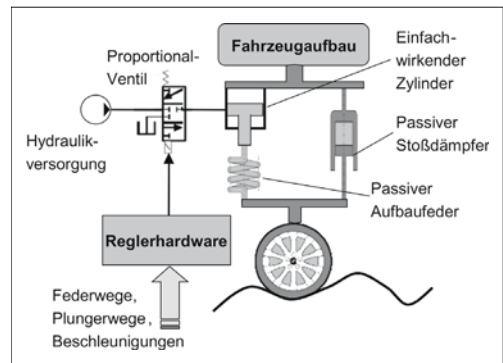 Proportional-
Ventil
Fahrzeugaufbau
Einfach-
wirkender
Zylinder
Hydraulik-
versorgung
Passiver
Stoßdämpfer
Passiver
Aufbaufeder
Reglerhardware
Federwege,
Plungerwege,
Beschleunigungen